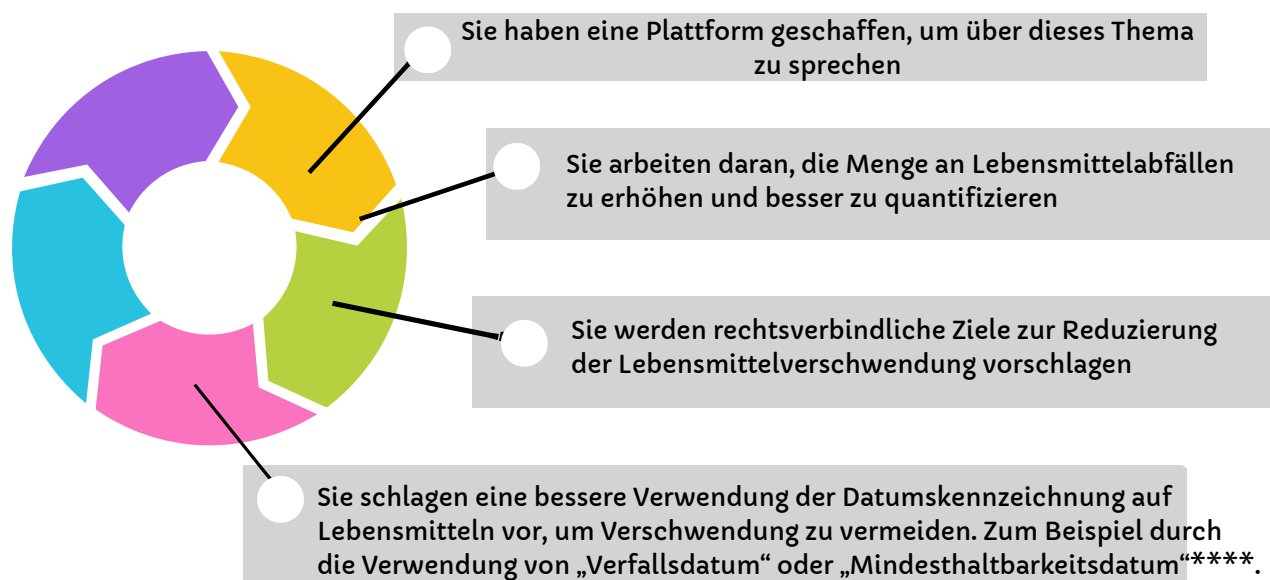 Sie haben eine Plattform geschaffen, um über dieses Thema
zu sprechen
Sie arbeiten daran, die Menge an Lebensmittelabfällen
zu erhöhen und besser zu quantifizieren
Sie werden rechtsverbindliche Ziele zur Reduzierung
der Lebensmittelverschwendung vorschlagen
Sie schlagen eine bessere Verwendung der Datumskennzeichnung auf
Lebensmitteln vor, um Verschwendung zu vermeiden. Zum Beispiel durch
die Verwendung von „Verfallsdatum“ oder „Mindesthaltbarkeitsdatum“****.